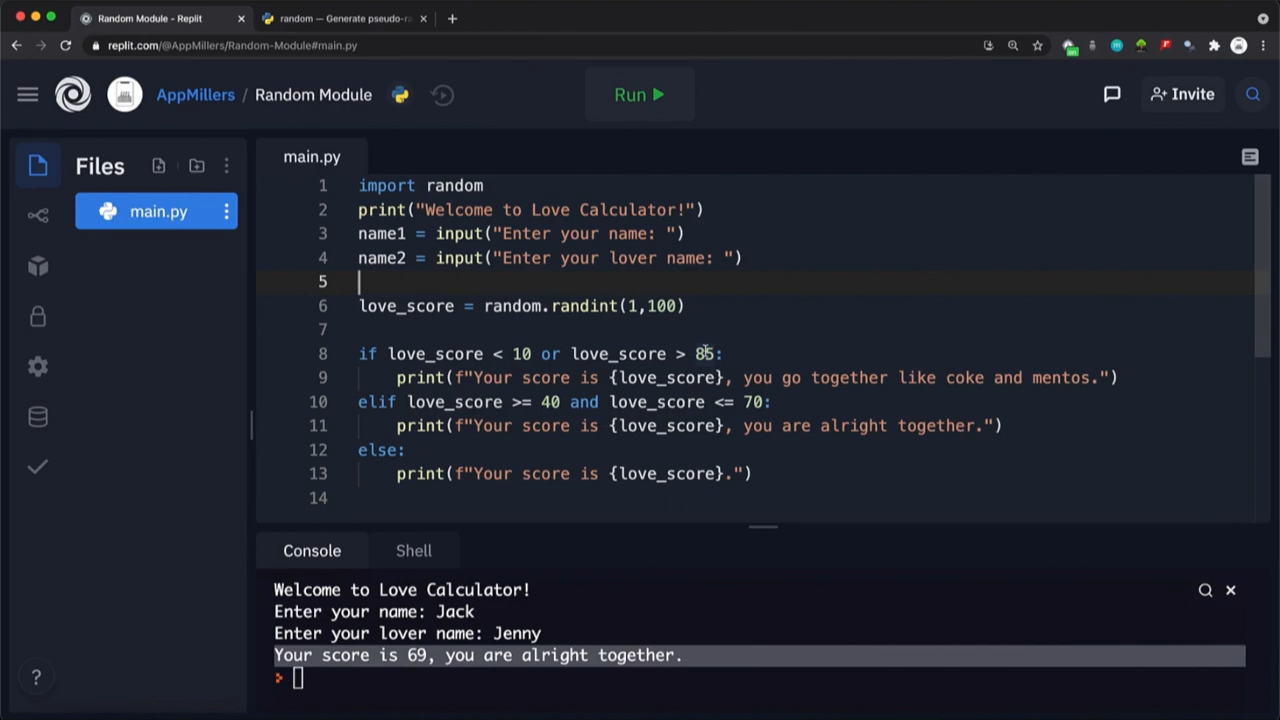 Random Module - Replit
random — Generate pseudo-ra
replit.com/@AppMillers/Random-Module#main.py
AppMillers / Random Module
Run
Invite
Files
main.py
main.py
1 import random
2 print("Welcome to Love Calculator!")
3 name1 = input("Enter your name: ")
4 name2 = input("Enter your lover name: ")
5
6 love_score = random.randint(1,100)
7
8 if love_score < 10 or love_score > 85:
9 print(f"Your score is {love_score}, you go together like coke and mentos.")
10 elif love_score >= 40 and love_score <= 70:
11 print(f"Your score is {love_score}, you are alright together.")
12 else:
13 print(f"Your score is {love_score}.")
14
Console
Shell
Welcome to Love Calculator!
Enter your name: Jack
Enter your lover name: Jenny
Your score is 69, you are alright together.
?